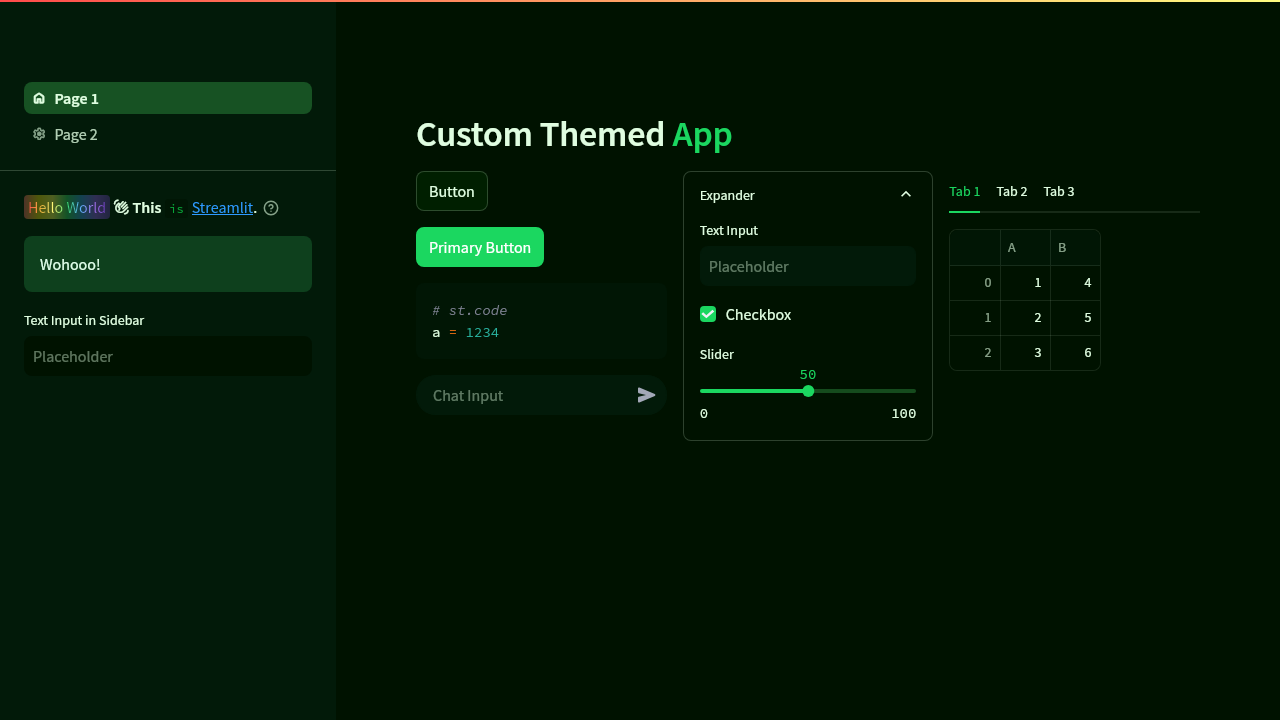 Page 1
Page 2
Hello World 👋 This is Streamlit.
Wohooo!
Text Input in Sidebar
Placeholder
Custom Themed App
Button
Primary Button
# st.code
a = 1234
Chat Input
Expander
Text Input
Placeholder
Checkbox
Slider
50
0 100
Tab 1 Tab 2 Tab 3
A B
0 1 4
1 2 5
2 3 6